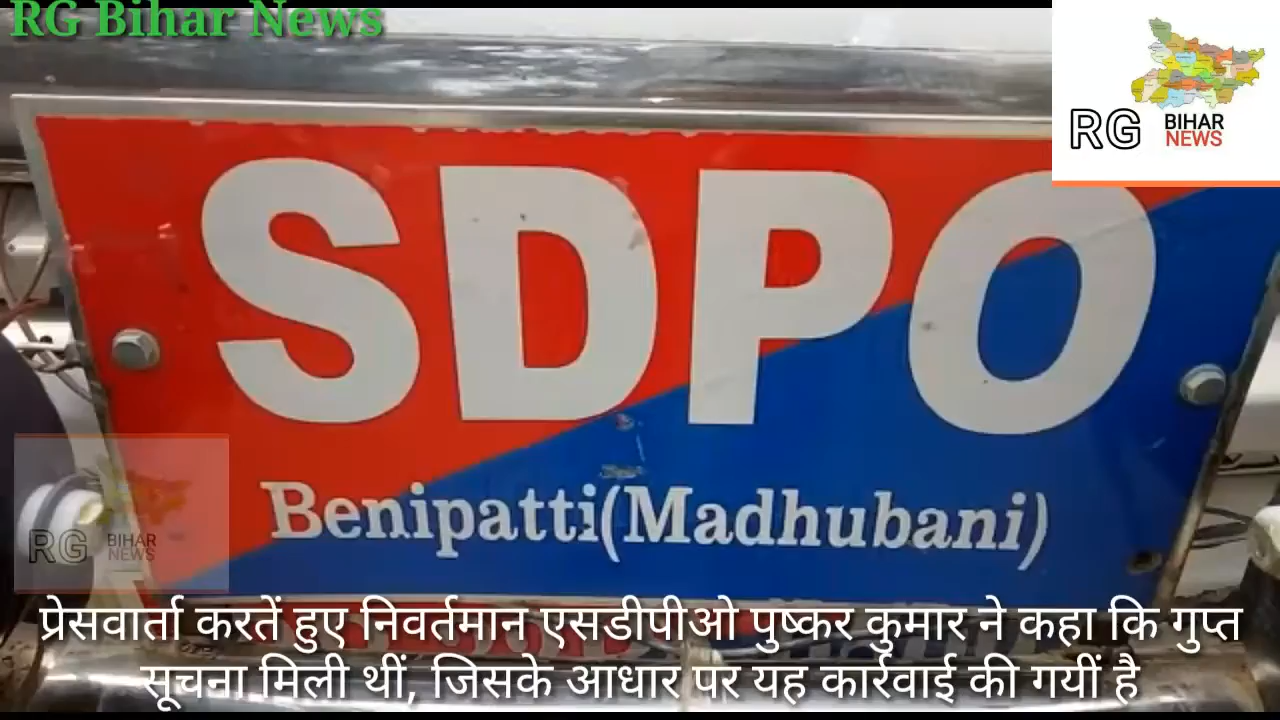 RG Bihar News
RG BIHAR
NEWS
SDPO
Benipatti(Madhubani)
RG BIHAR
NEWS
प्रेसवार्ता करतें हुए निवर्तमान एसडीपीओ पुष्कर कुमार ने कहा कि गुप्त
सूचना मिली थीं, जिसके आधार पर यह कार्रवाई की गयीं है